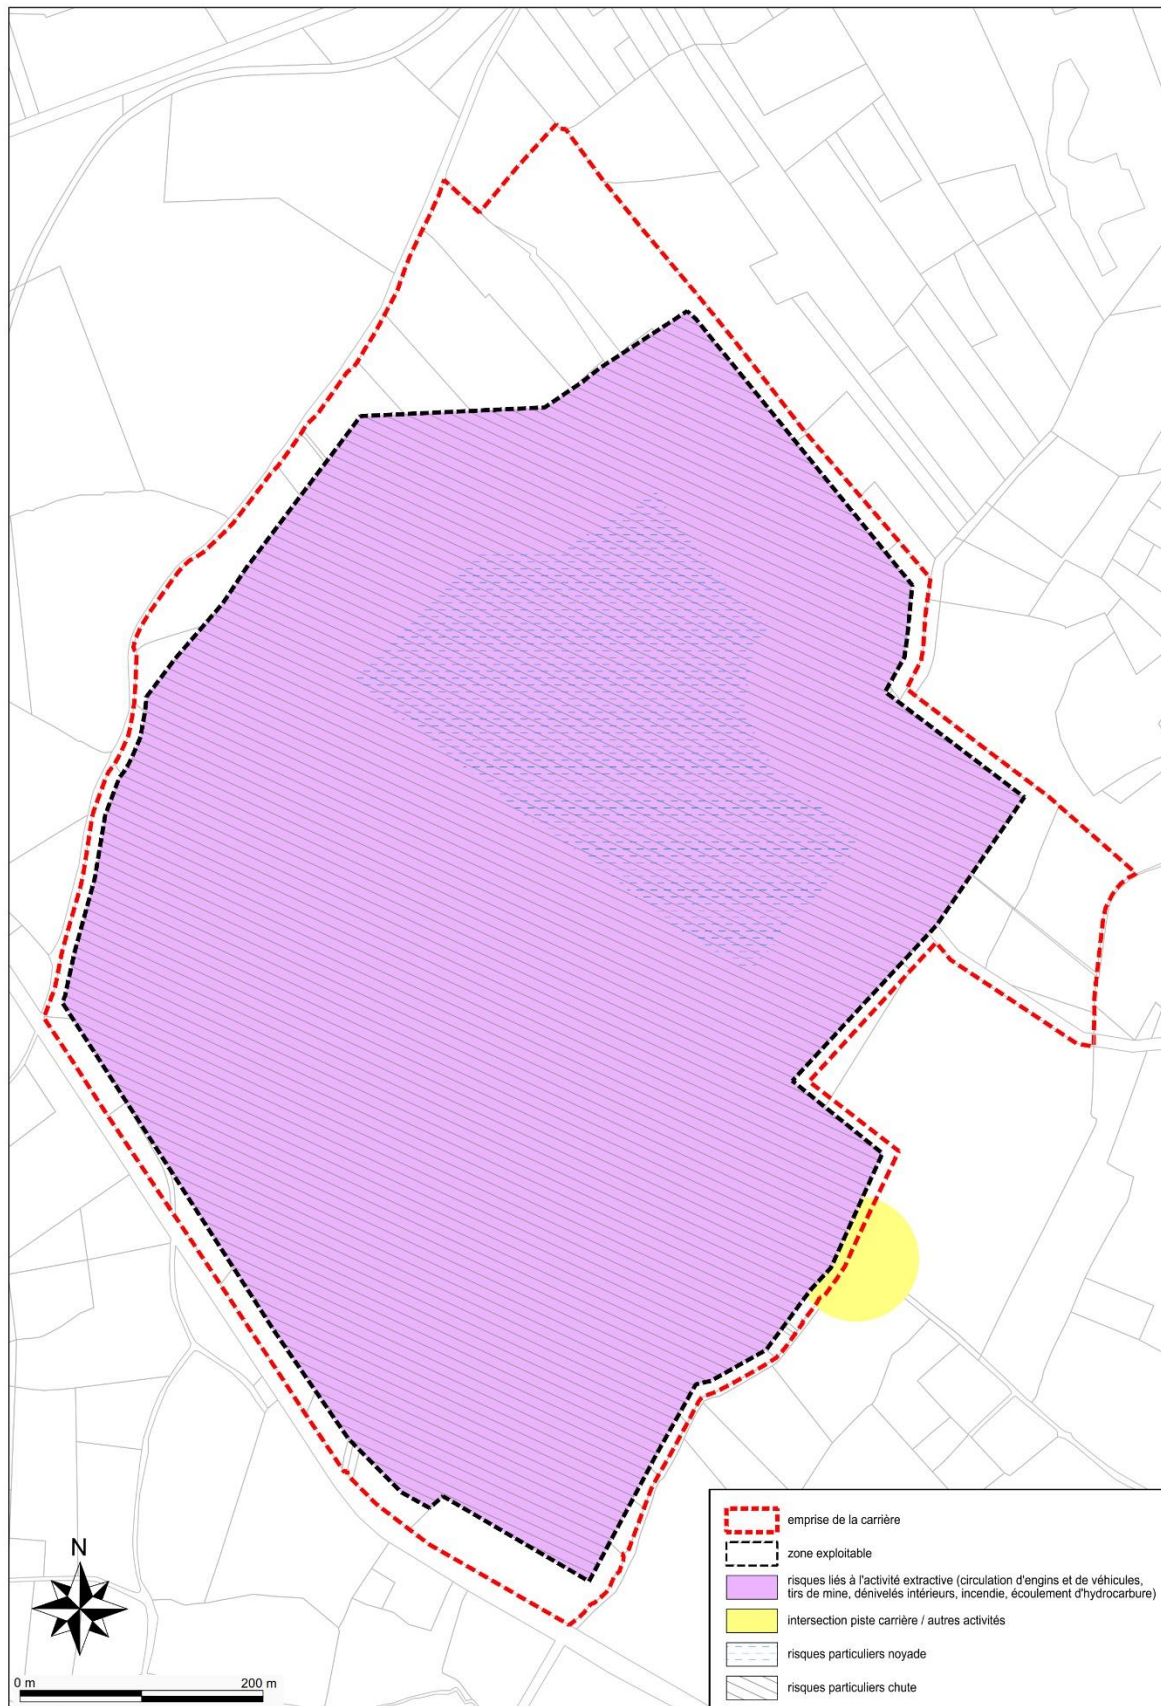 emprise de la carrière
zone exploitable
risques liés à l'activité extractive (circulation d'engins et de véhicules,
tirs de mine, dénivelés intérieurs, incendie, écoulement d'hydrocarbure)
intersection piste carrière / autres activités
risques particuliers noyade
risques particuliers chute
N
0 m 200 m